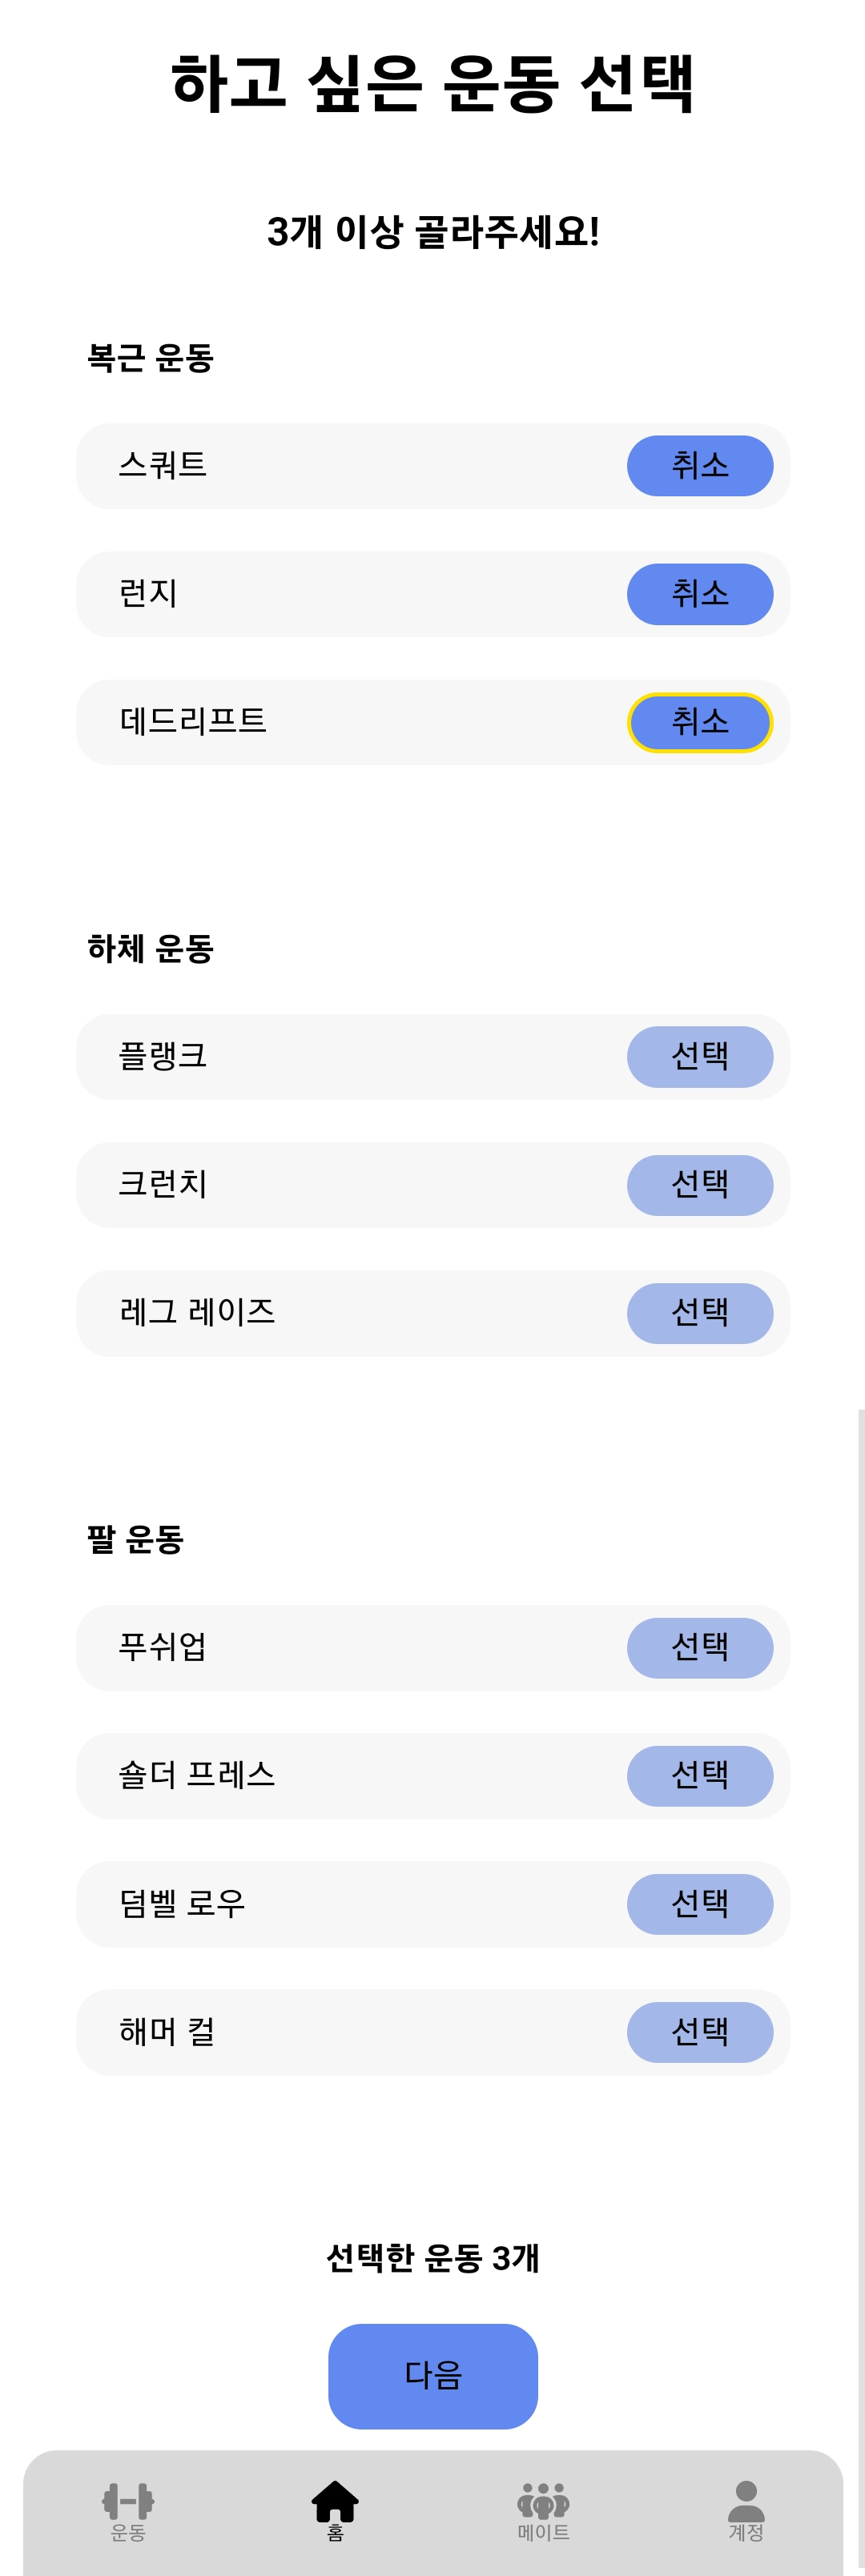 하고 싶은 운동 선택
3개 이상 골라주세요!
복근 운동
스쿼트 취소
런지 취소
데드리프트 취소
하체 운동
플랭크 선택
크런치 선택
레그 레이즈 선택
팔 운동
푸쉬업 선택
숄더 프레스 선택
덤벨 로우 선택
해머 컬 선택
선택한 운동 3개
다음
운동 홈 메이트 계정